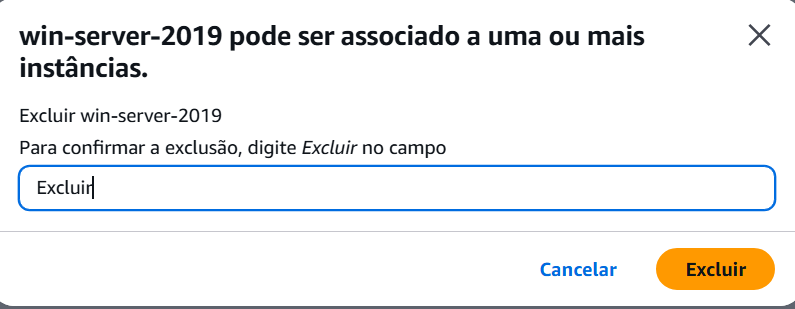 win-server-2019 pode ser associado a uma ou mais
instâncias.
Excluir win-server-2019
Para confirmar a exclusão, digite Excluir no campo
Excluir
Cancelar
Excluir